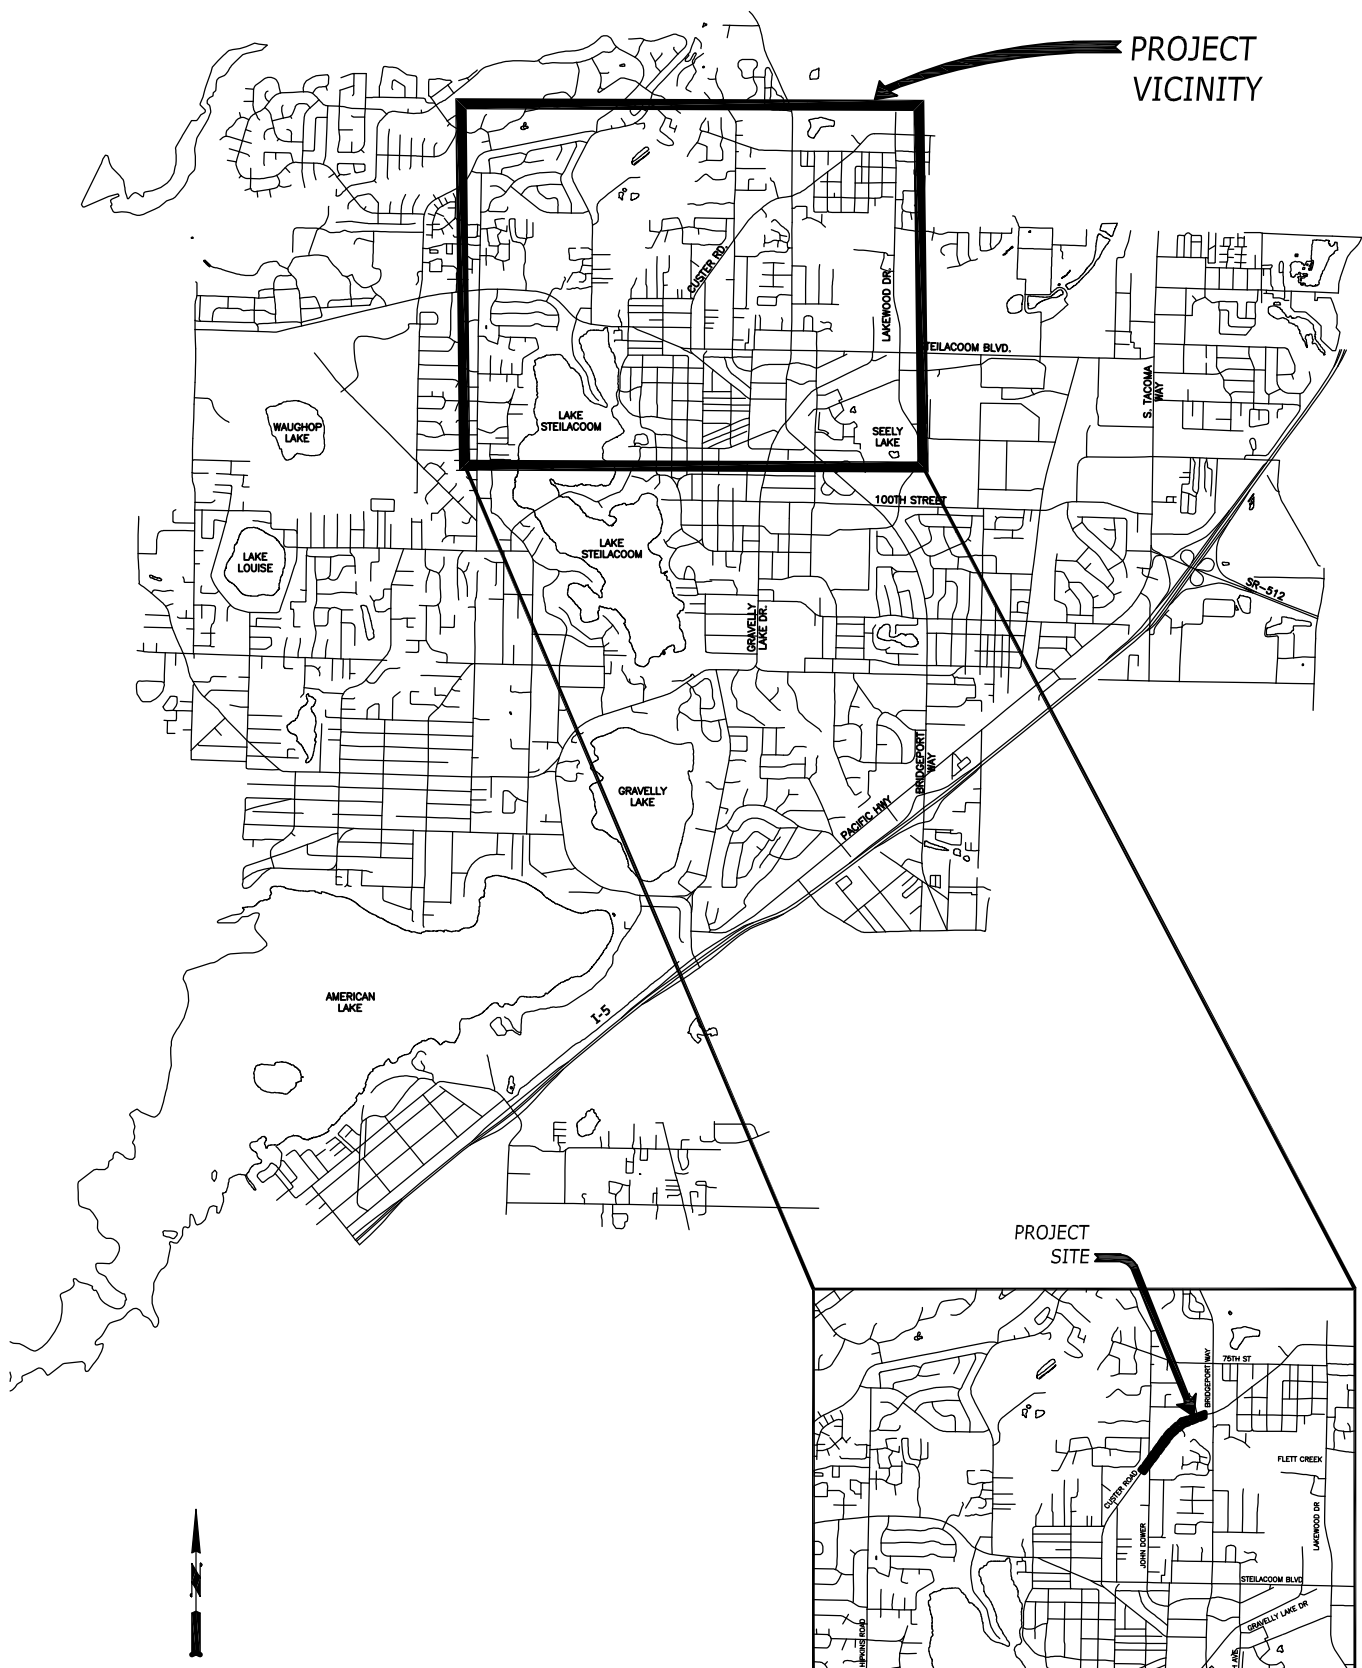 PROJECT
VICINITY
CUSTER RD.
LAKEWOOD DR.
TEILACOOM BLVD.
S. TACOMA
WAY
LAKE
STEILACOOM
WAUGHOP
LAKE
SEELY
LAKE
100TH STREET
LAKE
LOUISE
LAKE
STEILACOOM
SR-512
GRAVELLY
LAKE DR.
BRIDGEPORT
WAY
GRAVELLY
LAKE
PACIFIC HWY
AMERICAN
LAKE
I-5
PROJECT
SITE
75TH ST
BRIDGEPORT WAY
FLETT CREEK
CUSTER ROAD
LAKEWOOD DR
JOHN DOWER
STEILACOOM BLVD
GRAVELLY LAKE DR
HIPKINS ROAD
AVE
N